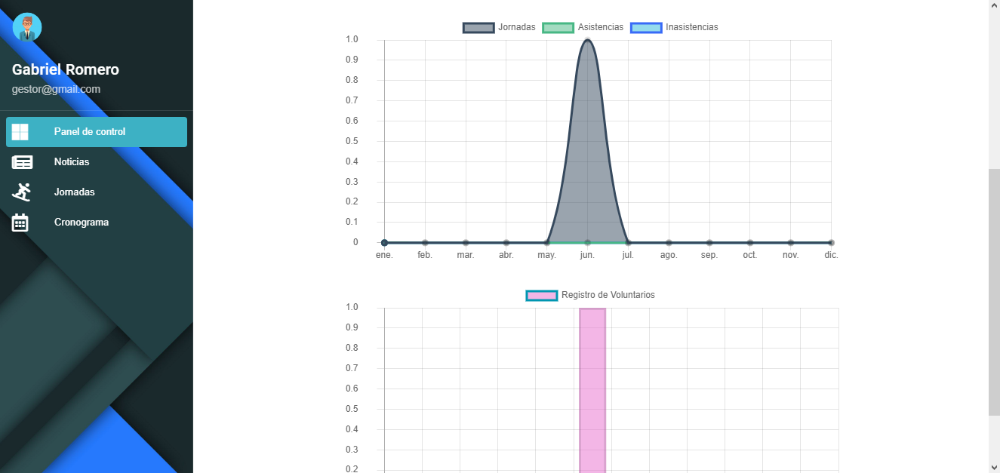 Gabriel Romero
gestor@gmail.com
Panel de control
Noticias
Jornadas
Cronograma
Jornadas Asistencias Inasistencias
1.0
0.9
0.8
0.7
0.6
0.5
0.4
0.3
0.2
0.1
0
ene. feb. mar. abr. may. jun. jul. ago. sep. oct. nov. dic.
Registro de Voluntarios
1.0
0.9
0.8
0.7
0.6
0.5
0.4
0.3
0.2